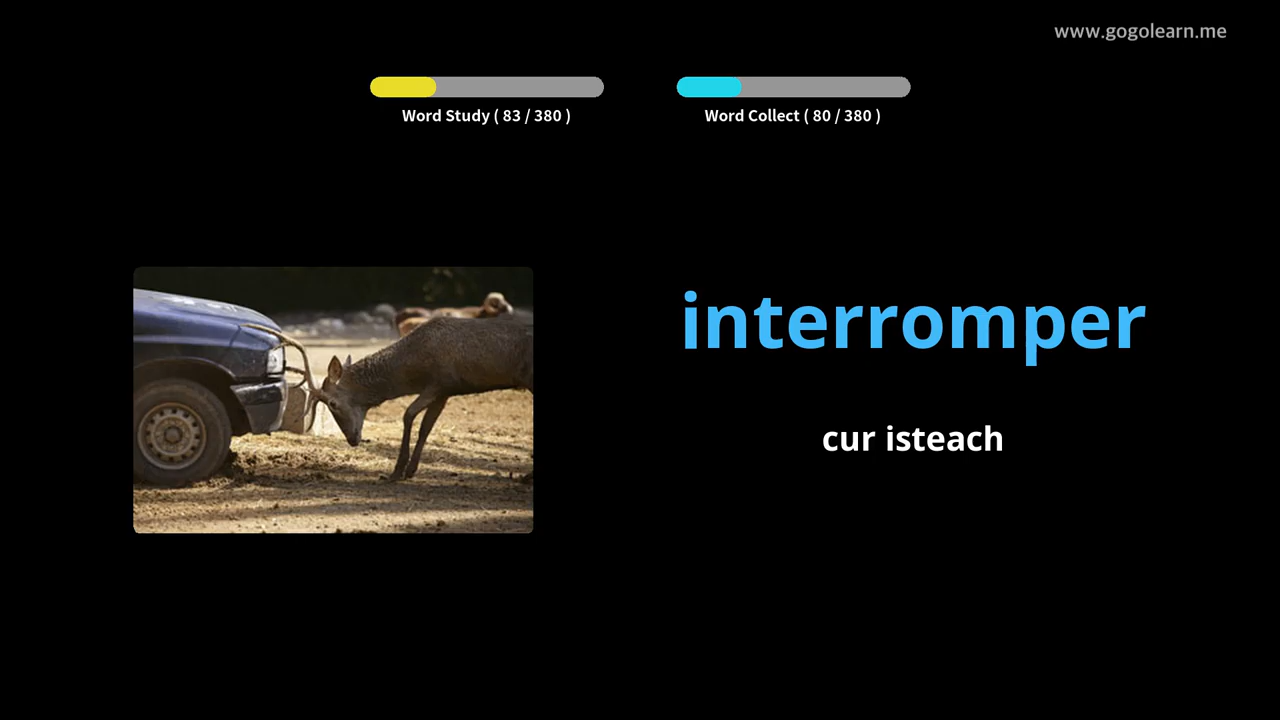 www.gogolearn.me
Word Study ( 83 / 380 )
Word Collect ( 80 / 380 )
interromper
cur isteach